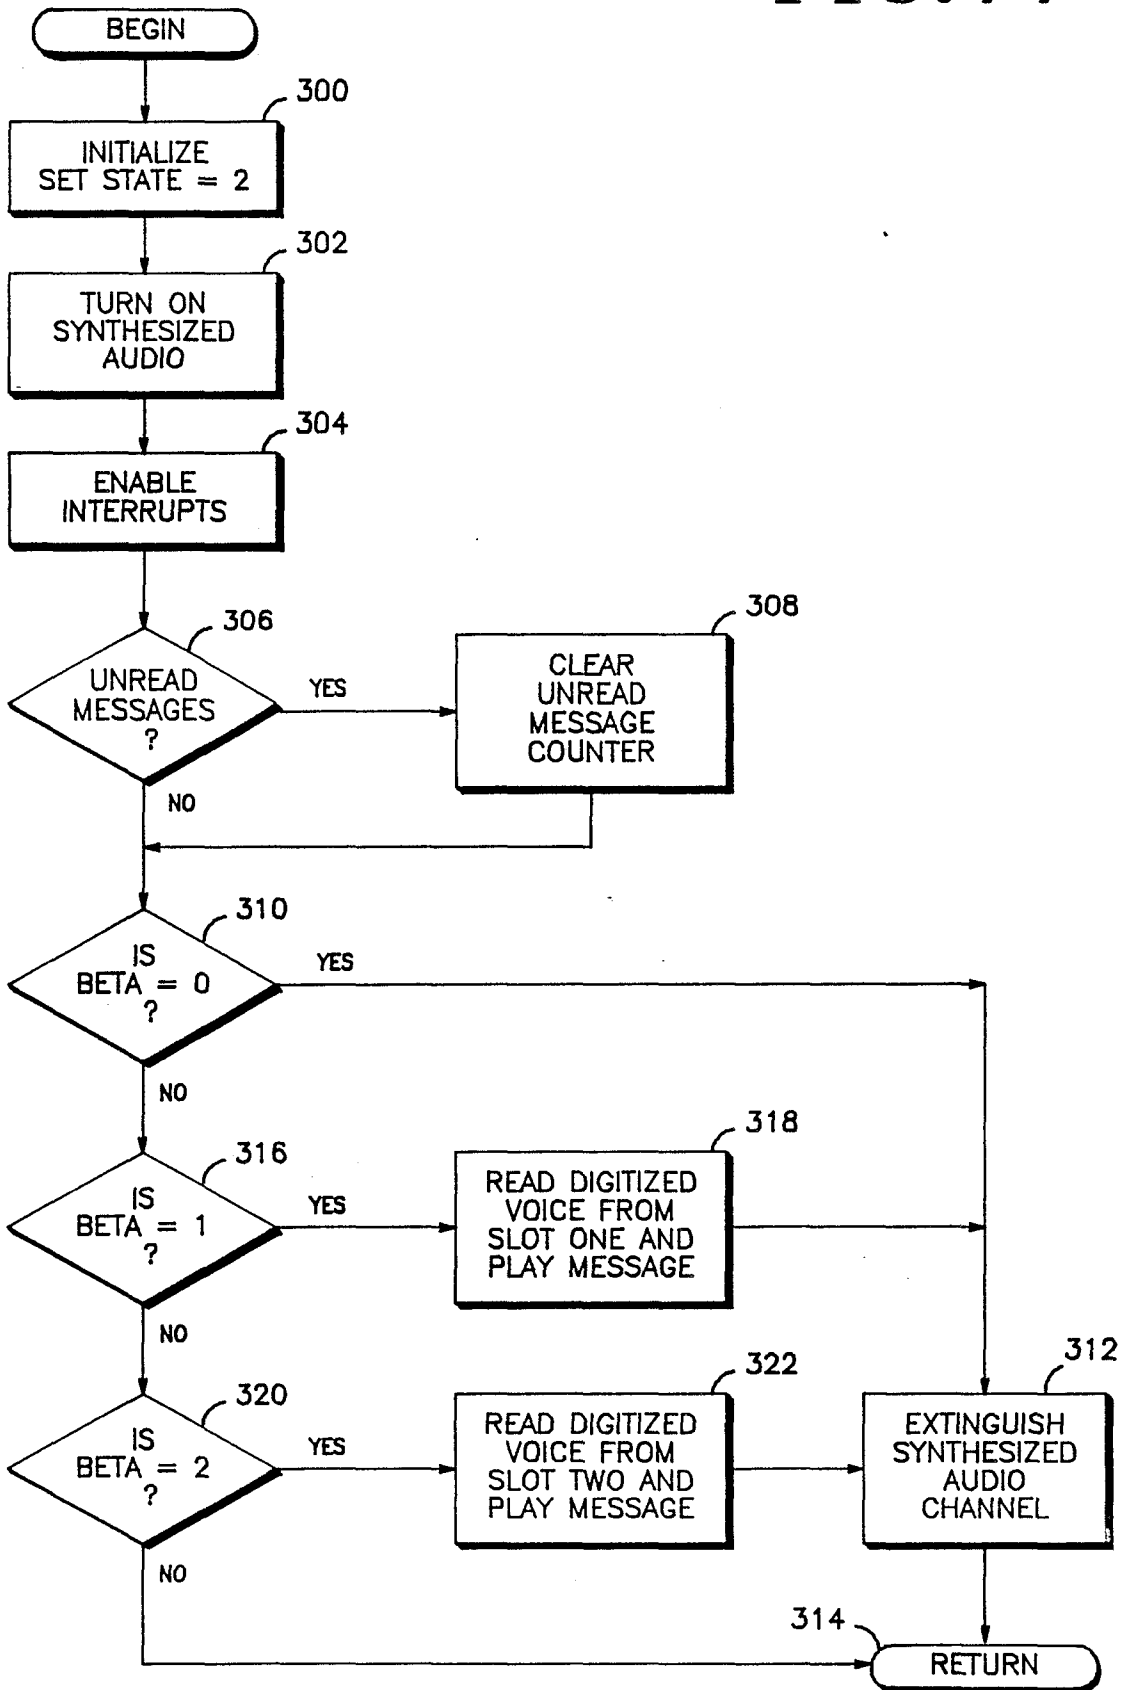 BEGIN
300
INITIALIZE
SET STATE = 2
302
TURN ON
SYNTHESIZED
AUDIO
304
ENABLE
INTERRUPTS
306
UNREAD
MESSAGES
?
YES
NO
308
CLEAR
UNREAD
MESSAGE
COUNTER
310
IS
BETA = 0
?
YES
NO
316
IS
BETA = 1
?
YES
NO
318
READ DIGITIZED
VOICE FROM
SLOT ONE AND
PLAY MESSAGE
320
IS
BETA = 2
?
YES
NO
322
READ DIGITIZED
VOICE FROM
SLOT TWO AND
PLAY MESSAGE
312
EXTINGUISH
SYNTHESIZED
AUDIO
CHANNEL
314
RETURN